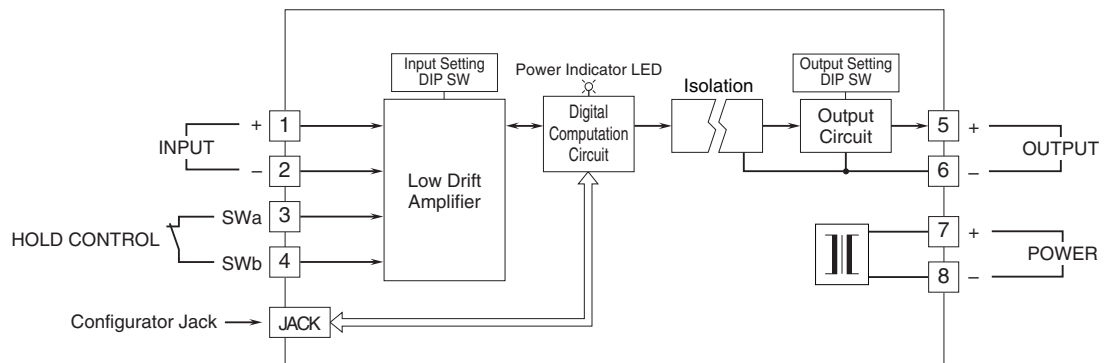 Input Setting
DIP SW
Power Indicator LED
Isolation
Output Setting
DIP SW
INPUT
+ 1
– 2
Low Drift
Amplifier
Digital
Computation
Circuit
Output
Circuit
5 +
6 –
OUTPUT
HOLD CONTROL
SWa 3
SWb 4
7 +
8 –
POWER
Configurator Jack
JACK